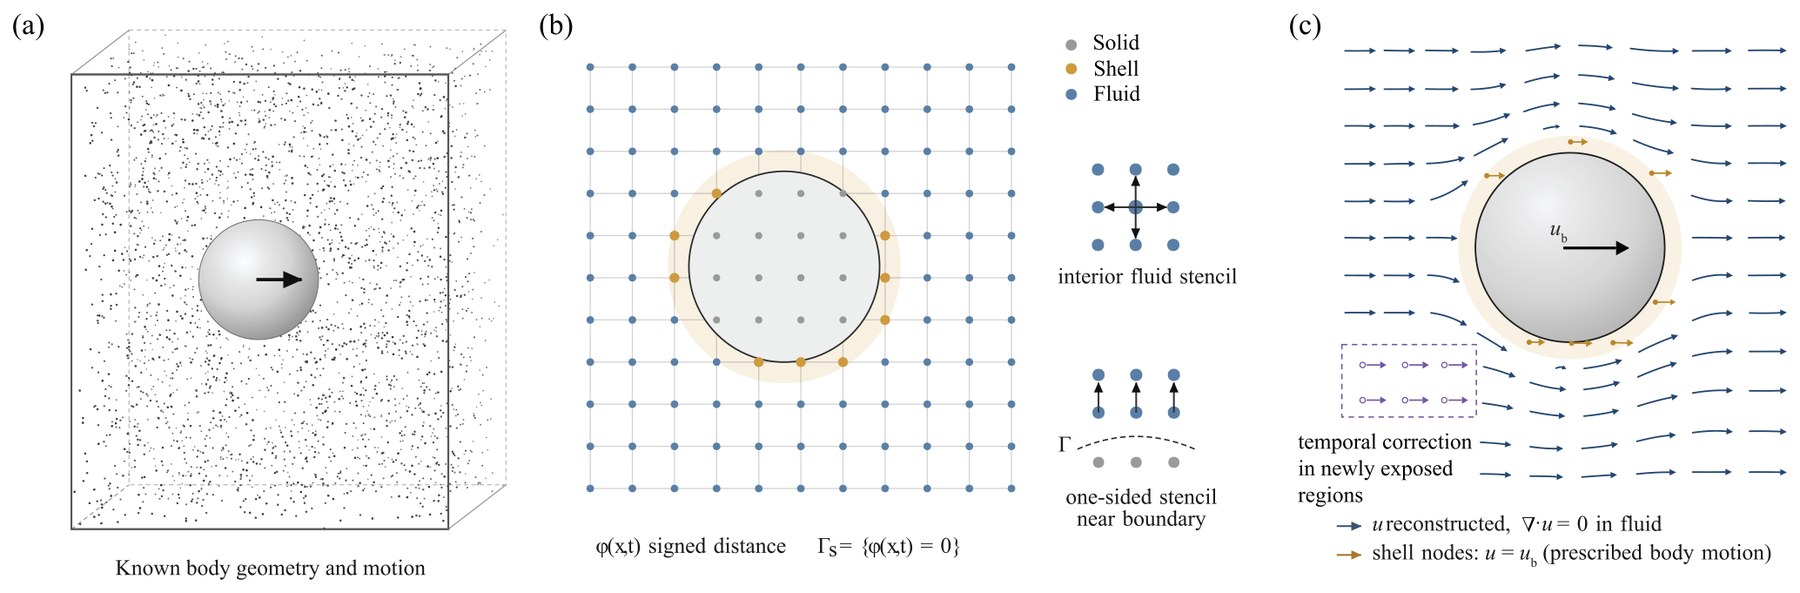 (a)
Known body geometry and motion
(b)
Solid
Shell
Fluid
interior fluid stencil
Γ
one-sided stencil
near boundary
φ(x,t) signed distance Γs = {φ(x,t) = 0}
(c)
u_b
temporal correction
in newly exposed
regions
u reconstructed, ∇·u = 0 in fluid
shell nodes: u = u_b (prescribed body motion)